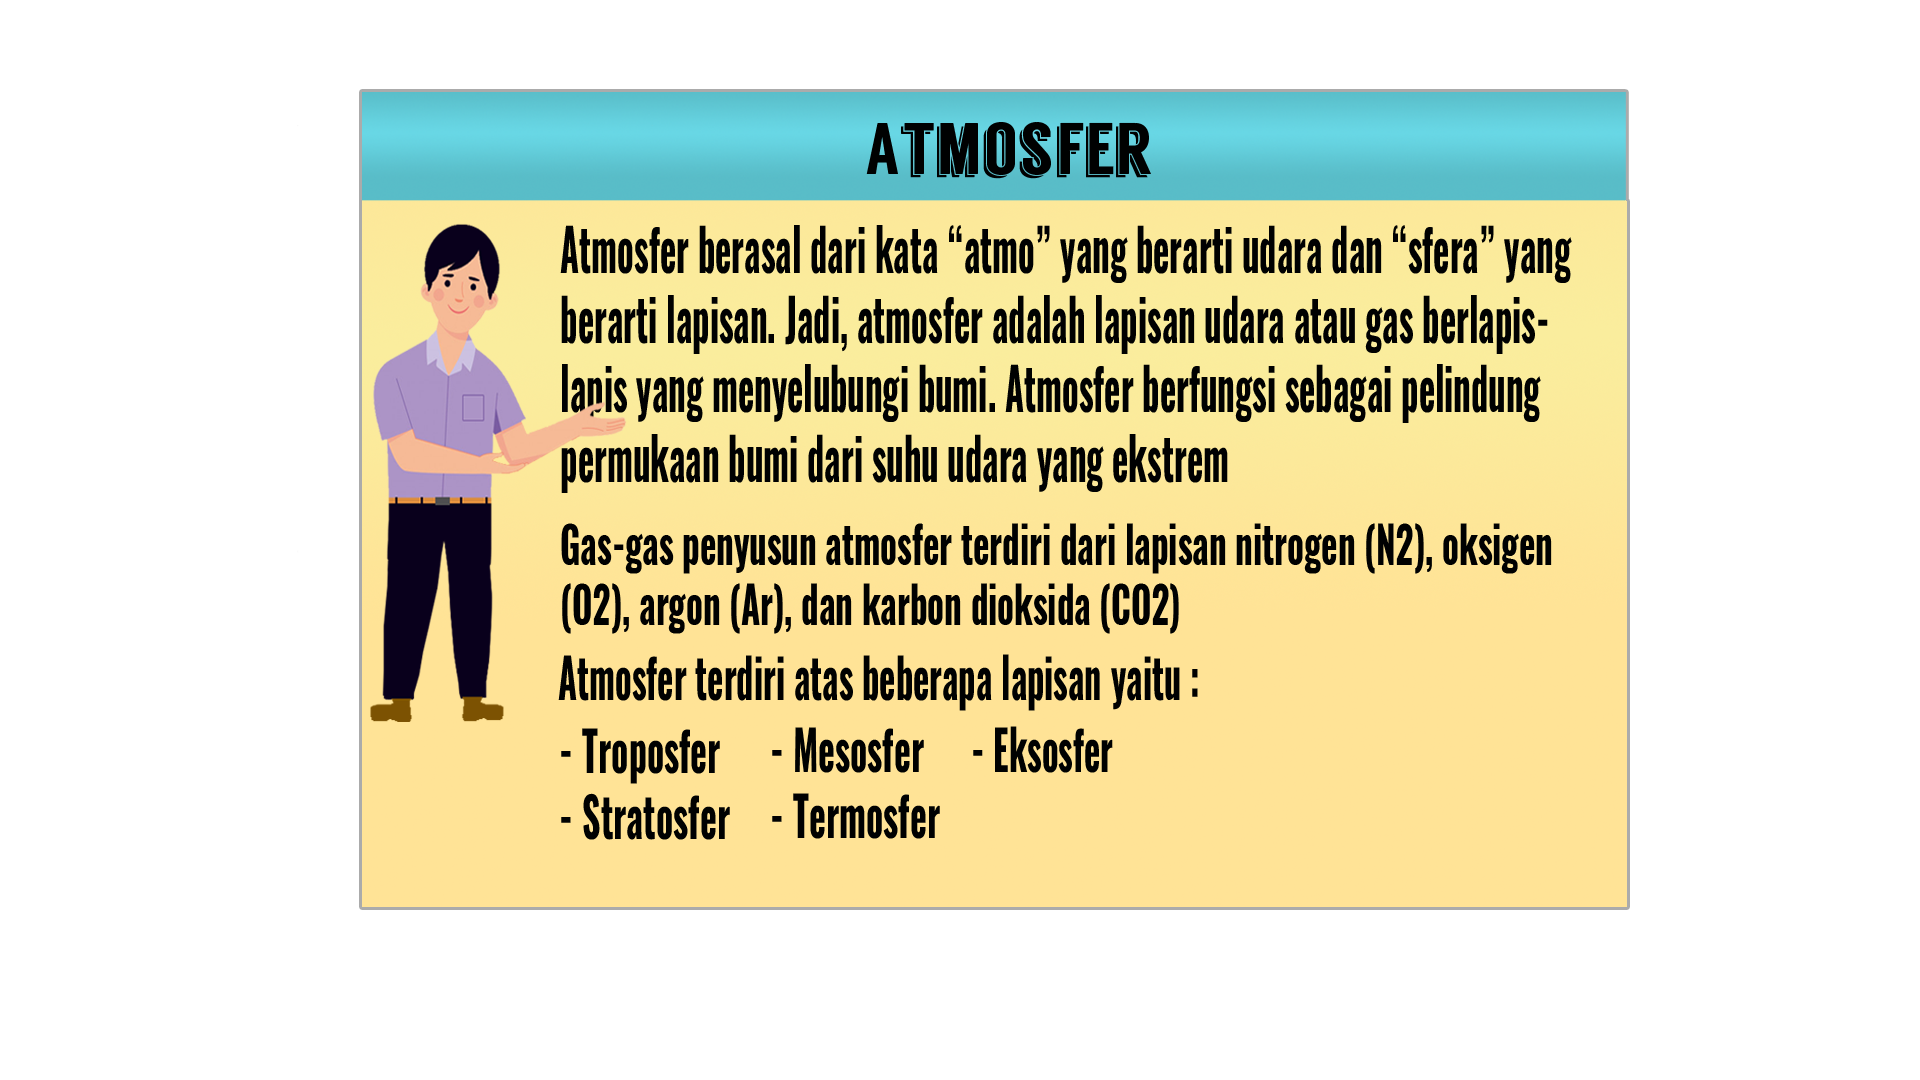 ATMOSFER
Atmosfer berasal dari kata “atmo” yang berarti udara dan “sfera” yang
berarti lapisan. Jadi, atmosfer adalah lapisan udara atau gas berlapis-
lapis yang menyelubungi bumi. Atmosfer berfungsi sebagai pelindung
permukaan bumi dari suhu udara yang ekstrem
Gas-gas penyusun atmosfer terdiri dari lapisan nitrogen (N2), oksigen
(O2), argon (Ar), dan karbon dioksida (CO2)
Atmosfer terdiri atas beberapa lapisan yaitu :
- Troposfer - Mesosfer - Eksosfer
- Stratosfer - Termosfer